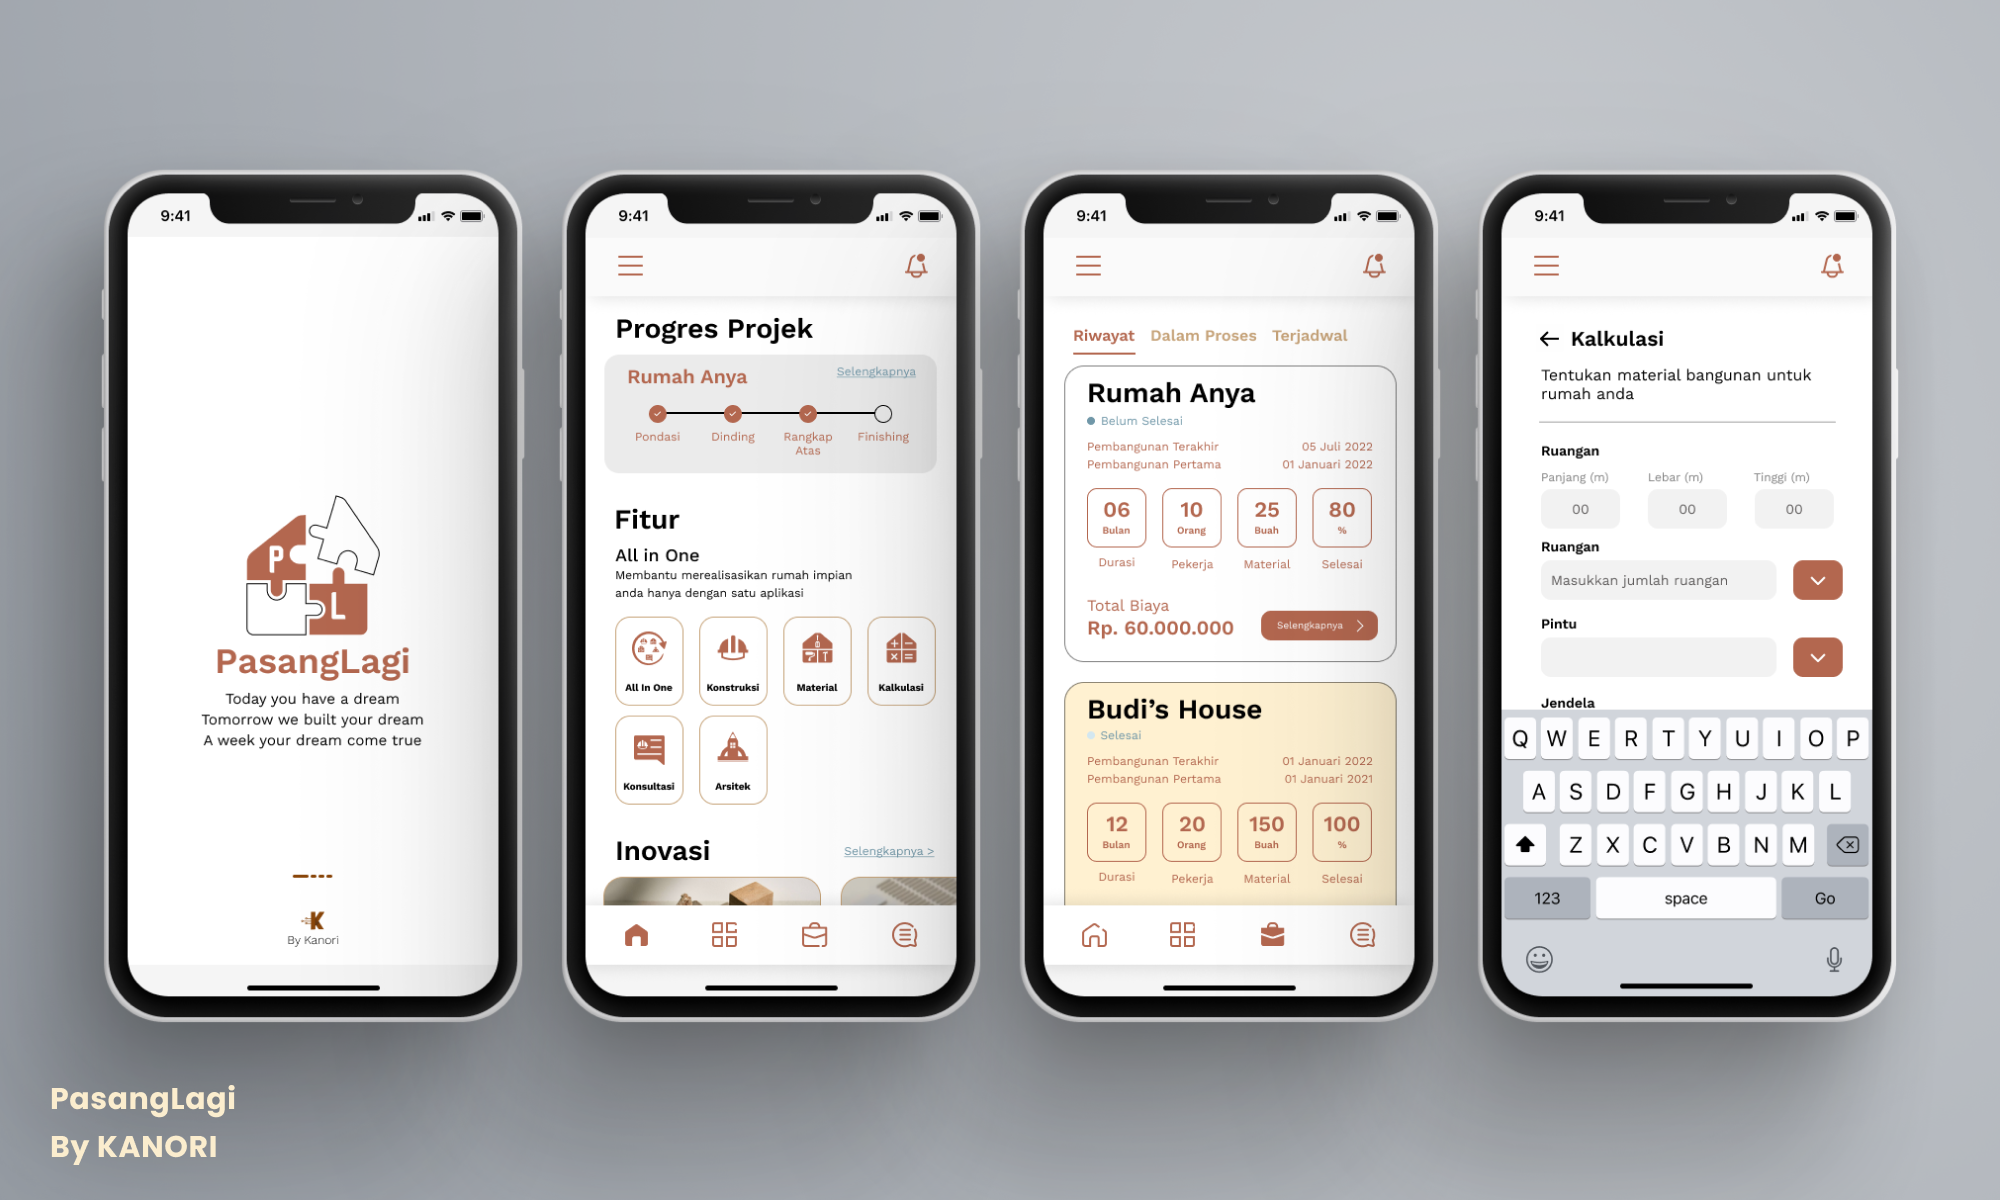 9:41
P
L
PasangLagi
Today you have a dream
Tomorrow we built your dream
A week your dream come true
K
By Kanori
9:41
Progres Projek
Rumah Anya
Selengkapnya
Pondasi
Dinding
Rangkap
Atas
Finishing
Fitur
All in One
Membantu merealisasikan rumah impian
anda hanya dengan satu aplikasi
All In One
Konstruksi
Material
Kalkulasi
Konsultasi
Arsitek
Inovasi
Selengkapnya >
9:41
Riwayat
Dalam Proses
Terjadwal
Rumah Anya
Belum Selesai
Pembangunan Terakhir
05 Juli 2022
Pembangunan Pertama
01 Januari 2022
06
Bulan
10
Orang
25
Buah
80
%
Durasi
Pekerja
Material
Selesai
Total Biaya
Rp. 60.000.000
Selengkapnya
Budi's House
Selesai
Pembangunan Terakhir
01 Januari 2022
Pembangunan Pertama
01 Januari 2021
12
Bulan
20
Orang
150
Buah
100
%
Durasi
Pekerja
Material
Selesai
9:41
Kalkulasi
Tentukan material bangunan untuk
rumah anda
Ruangan
Panjang (m)
Lebar (m)
Tinggi (m)
00
00
00
Ruangan
Masukkan jumlah ruangan
Pintu
Jendela
Q W E R T Y U I O P
A S D F G H J K L
Z X C V B N M
123
space
Go
PasangLagi
By KANORI